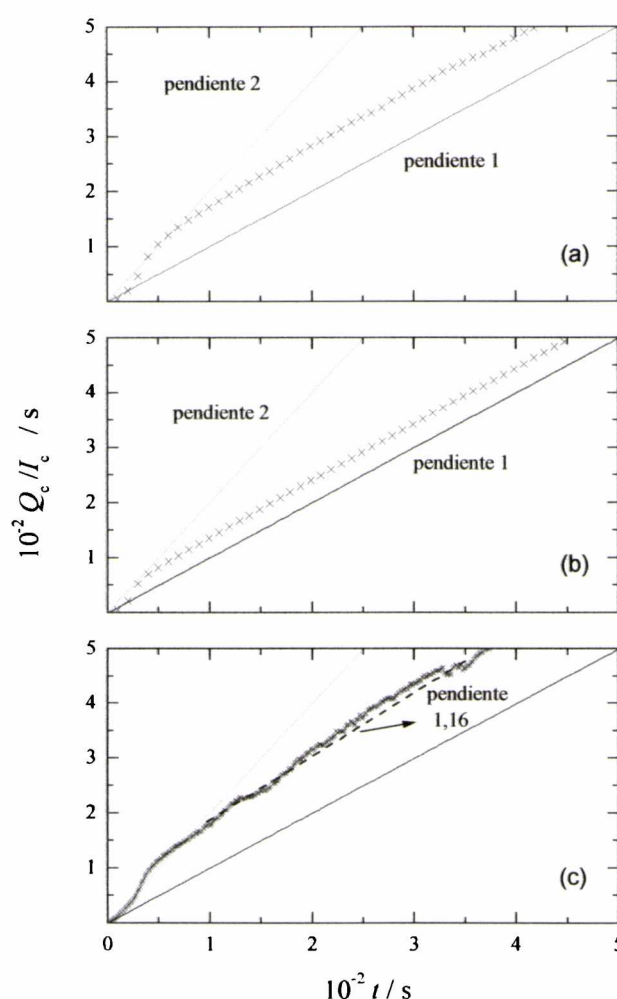 5
4
pendiente 2
3
pendiente 1
2
1
(a)
5
4
pendiente 2
3
pendiente 1
2
1
(b)
10⁻² Q_c / I_c / s
5
4
pendiente
1,16
3
2
1
(c)
0 1 2 3 4 5
10⁻² t / s